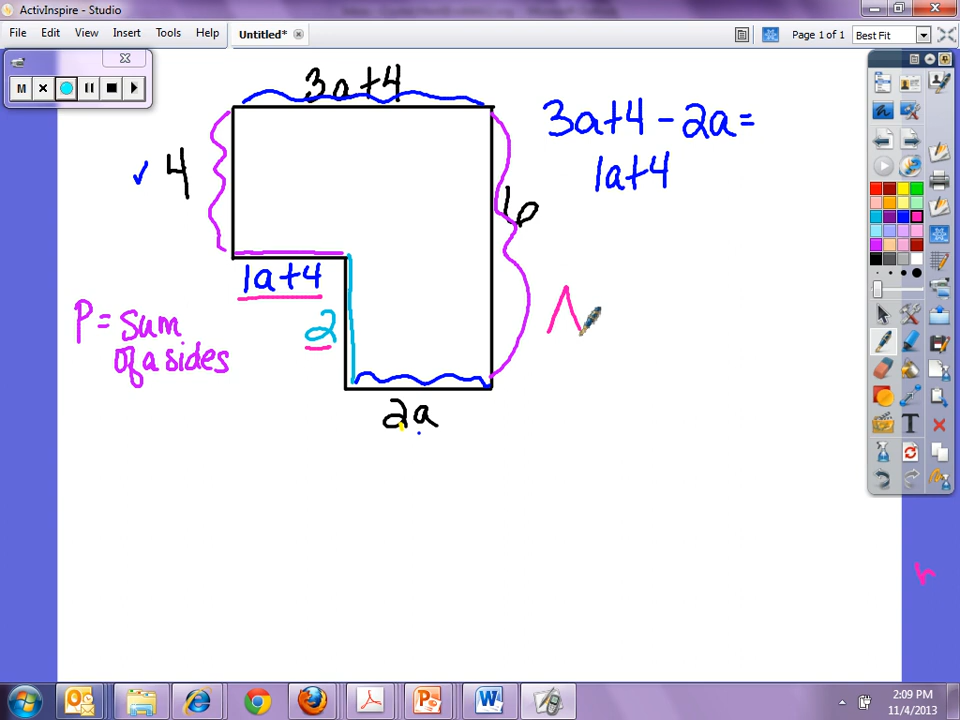 ActivInspire - Studio
File Edit View Insert Tools Help Untitled* Page 1 of 1 Best Fit
M
3a+4
3a+4-2a=
1a+4
✓ 4
6
1a+4
2
P = Sum
of a sides
2a
2:09 PM
11/4/2013